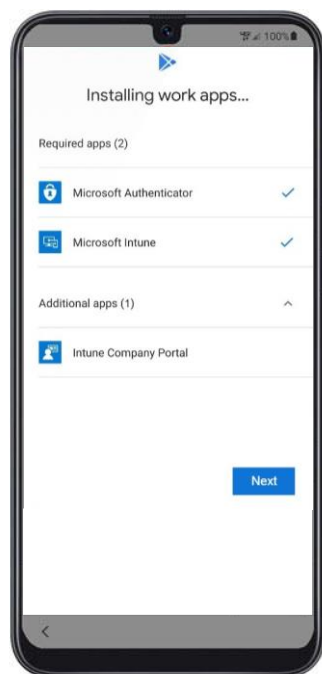 100%
Installing work apps...
Required apps (2)
Microsoft Authenticator
Microsoft Intune
Additional apps (1)
Intune Company Portal
Next